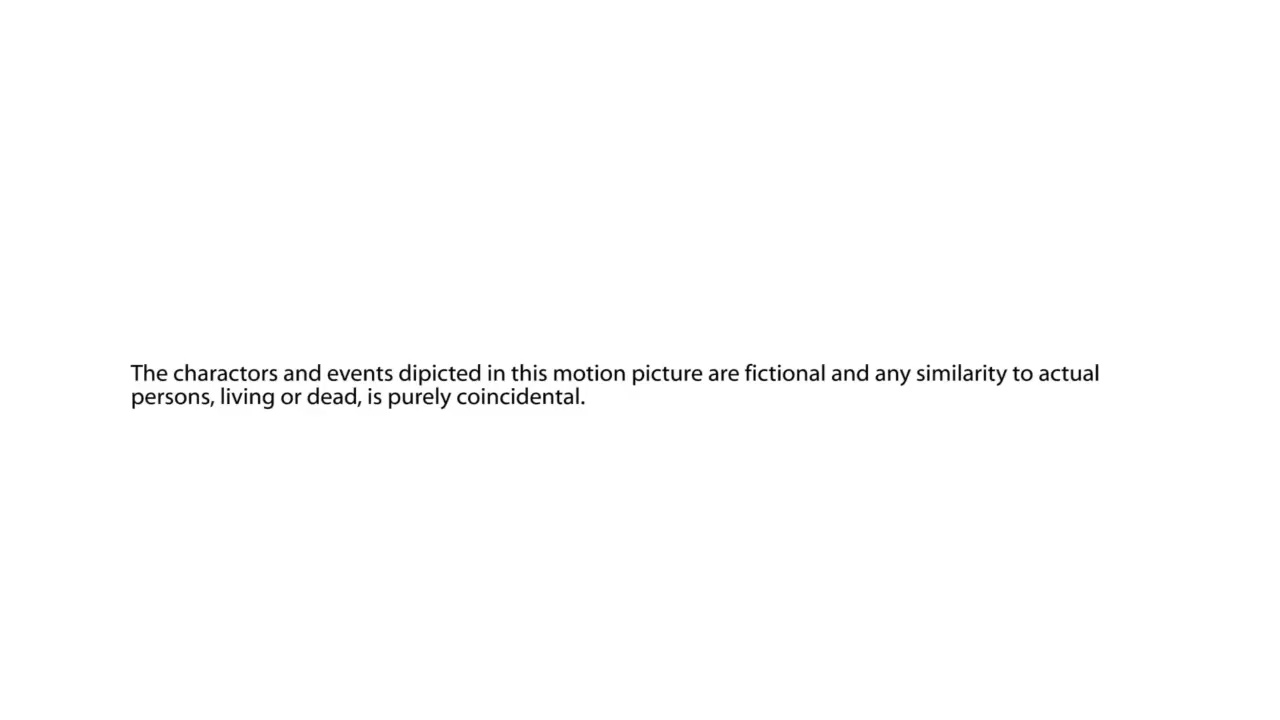 The charactors and events dipicted in this motion picture are fictional and any similarity to actual
persons, living or dead, is purely coincidental.